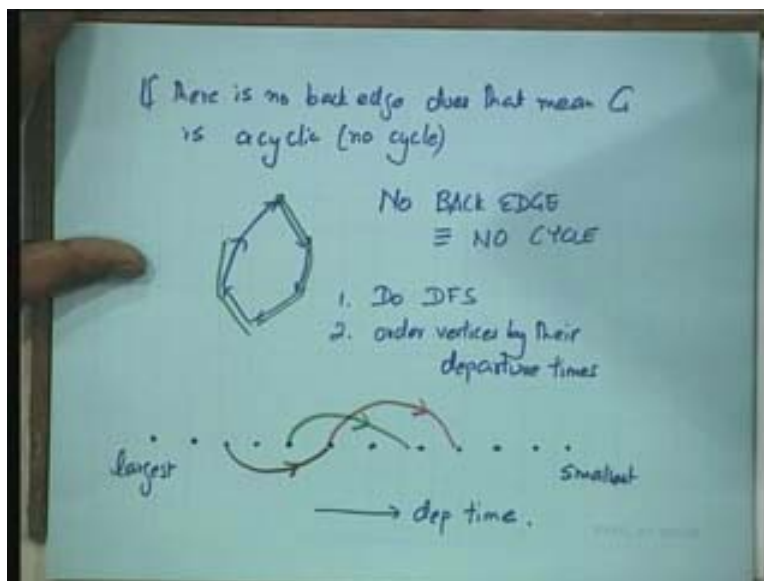 If there is no back edge does that mean G
is acyclic (no cycle)
NO BACK EDGE
≡ NO CYCLE
1. Do DFS
2. order vertices by their
departure times
largest
smallest
dep time.